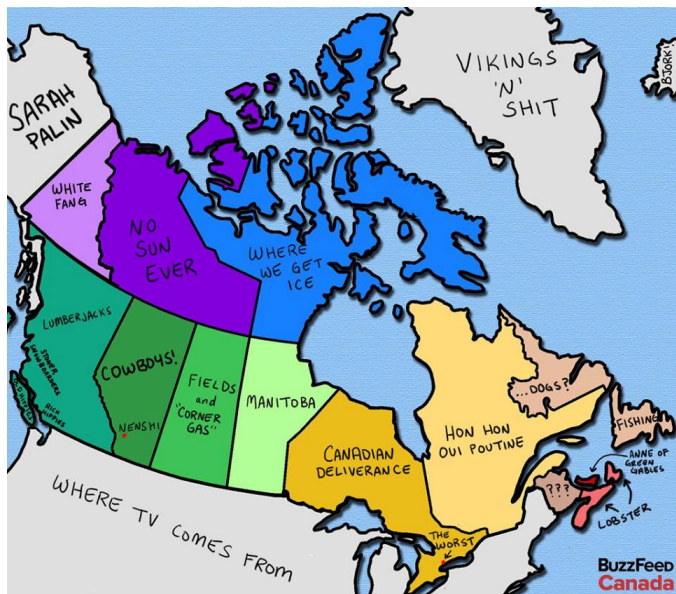 SARAH
PALIN
VIKINGS
'N'
SHIT
BJORK!
WHITE
FANG
NO
SUN
EVER
WHERE
WE GET
ICE
LUMBERJACKS
STONER
SNOWBOARDERS
OLD HIPPIES
RICH
HIPPIES
COWBOYS!
NENSHI
FIELDS
and
"CORNER
GAS"
MANITOBA
CANADIAN
DELIVERANCE
THE
WORST
HON HON
OUI POUTINE
...DOGS?
FISHING
ANNE OF
GREEN
GABLES
???
LOBSTER
WHERE TV COMES FROM
BuzzFeed
Canada